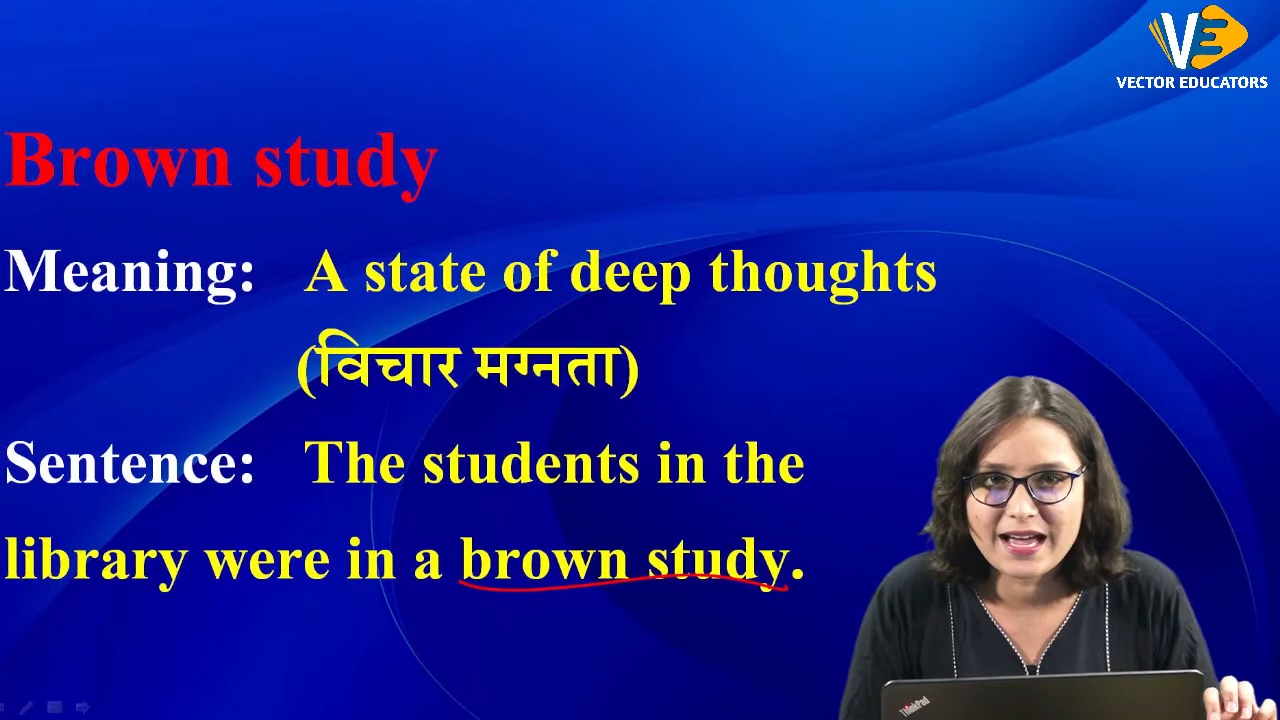 VECTOR EDUCATORS
Brown study
Meaning: A state of deep thoughts
(विचार मग्नता)
Sentence: The students in the
library were in a brown study.
ThinkPad